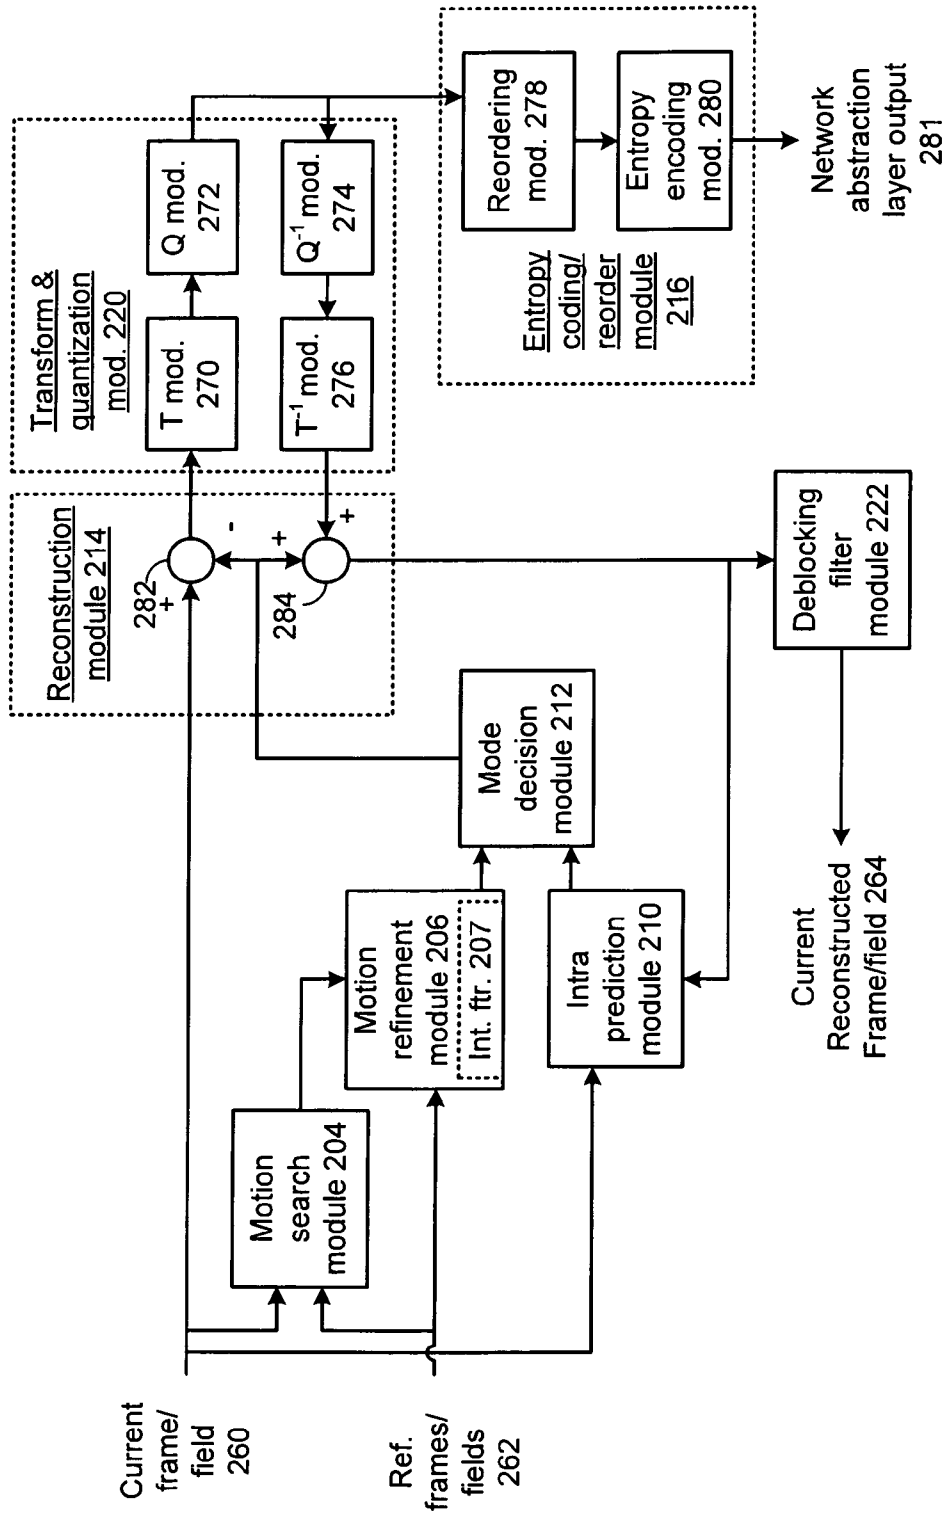 Current
frame/
field
260
Ref.
frames/
fields
262
Motion
search
module 204
Motion
refinement
module 206
Int. ftr. 207
Intra
prediction
module 210
Mode
decision
module 212
Reconstruction
module 214
282
+
-
+
284
+
Transform &
quantization
mod. 220
T mod.
270
Q mod.
272
T-1 mod.
276
Q-1 mod.
274
Entropy
coding/
reorder
module
216
Reordering
mod. 278
Entropy
encoding
mod. 280
Network
abstraction
layer output
281
Deblocking
filter
module 222
Current
Reconstructed
Frame/field 264